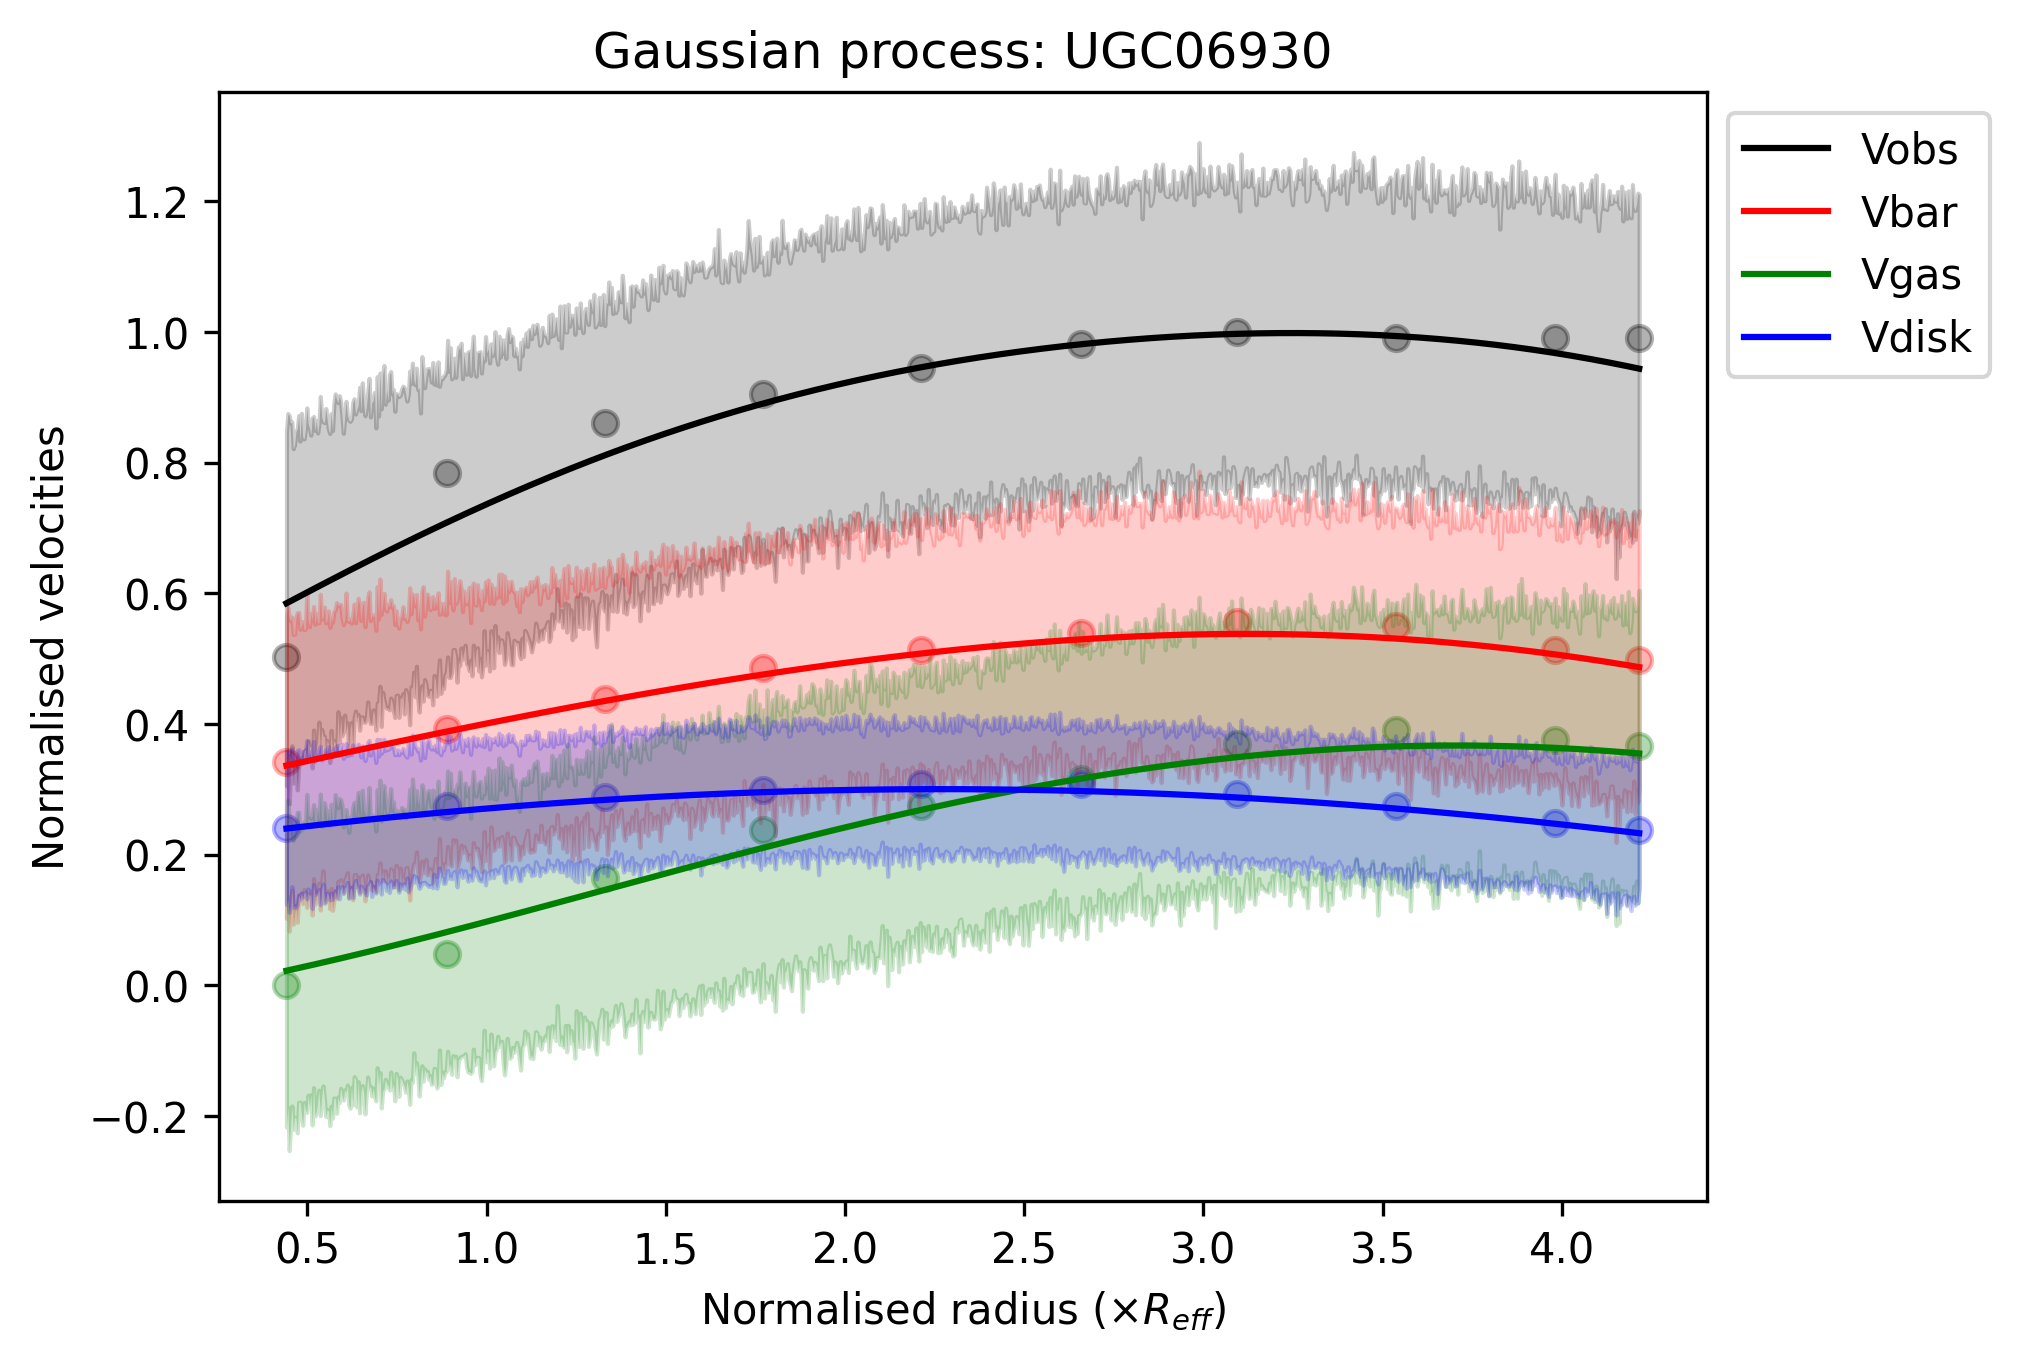 Gaussian process: UGC06930
Vobs
Vbar
Vgas
Vdisk
Normalised velocities
1.2
1.0
0.8
0.6
0.4
0.2
0.0
−0.2
0.5 1.0 1.5 2.0 2.5 3.0 3.5 4.0
Normalised radius (×R_eff)